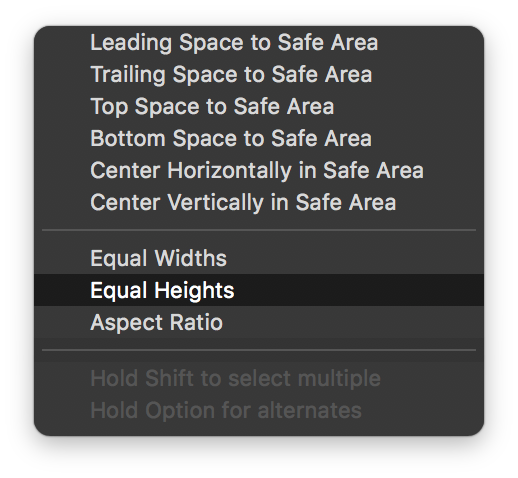 Leading Space to Safe Area
Trailing Space to Safe Area
Top Space to Safe Area
Bottom Space to Safe Area
Center Horizontally in Safe Area
Center Vertically in Safe Area
Equal Widths
Equal Heights
Aspect Ratio
Hold Shift to select multiple
Hold Option for alternates